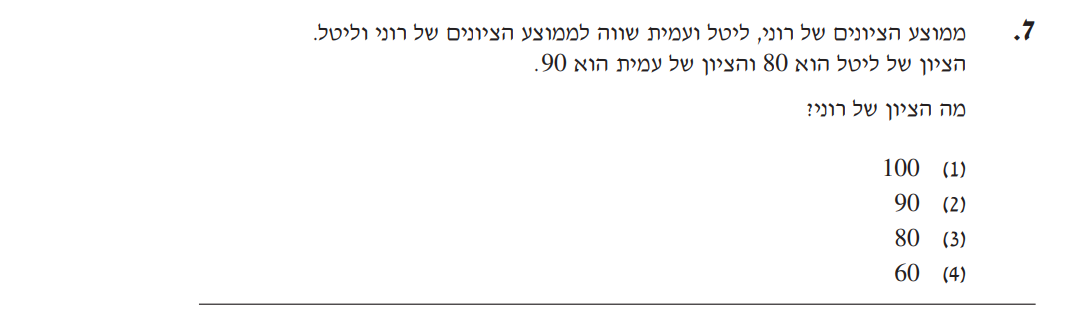 7. ממוצע הציונים של רוני, ליטל ועמית שווה לממוצע הציונים של רוני וליטל.
הציון של ליטל הוא 80 והציון של עמית הוא 90.
מה הציון של רוני?
(1) 100
(2) 90
(3) 80
(4) 60